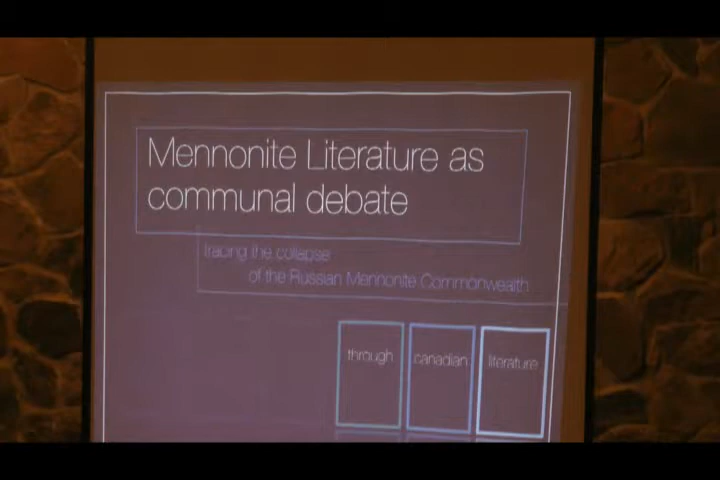 Mennonite Literature as
communal debate
tracing the collapse
of the Russian Mennonite Commonwealth
through
canadian
literature